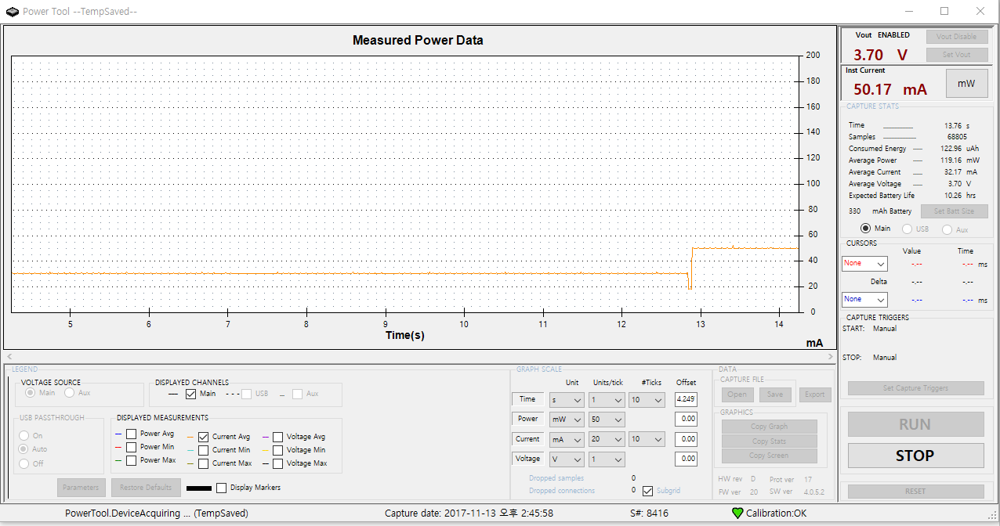 Power Tool --TempSaved--
Measured Power Data
200
180
160
140
120
100
80
60
40
20
0
5 6 7 8 9 10 11 12 13 14
Time(s)
mA
Vout ENABLED
Vout Disable
3.70 V
Set Vout
Inst Current
50.17 mA
mW
CAPTURE STATS
Time 13.76 s
Samples 68805
Consumed Energy 122.96 uAh
Average Power 119.16 mW
Average Current 32.17 mA
Average Voltage 3.70 V
Expected Battery Life 10.26 hrs
330 mAh Battery Set Batt Size
Main USB Aux
CURSORS
Value Time
None -.-- -.-- ms
Delta -.-- -.--
None -.-- -.-- ms
CAPTURE TRIGGERS
START: Manual
STOP: Manual
Set Capture Triggers
RUN
STOP
RESET
LEGEND
VOLTAGE SOURCE
Main Aux
DISPLAYED CHANNELS
Main USB Aux
USB PASSTHROUGH
On
Auto
Off
DISPLAYED MEASUREMENTS
Power Avg Current Avg Voltage Avg
Power Min Current Min Voltage Min
Power Max Current Max Voltage Max
Parameters Restore Defaults Display Markers
GRAPH SCALE
Unit Units/tick #Ticks Offset
Time s 1 10 4.249
Power mW 50 0.00
Current mA 20 10 0.00
Voltage V 1 0.00
Dropped samples 0
Dropped connections 0 Subgrid
DATA
CAPTURE FILE
Open Save Export
GRAPHICS
Copy Graph
Copy Stats
Copy Screen
HW rev D Prot ver 17
FW ver 20 SW ver 4.0.5.2
PowerTool.DeviceAcquiring ... (TempSaved) Capture date: 2017-11-13 오후 2:45:58 S#: 8416 Calibration:OK